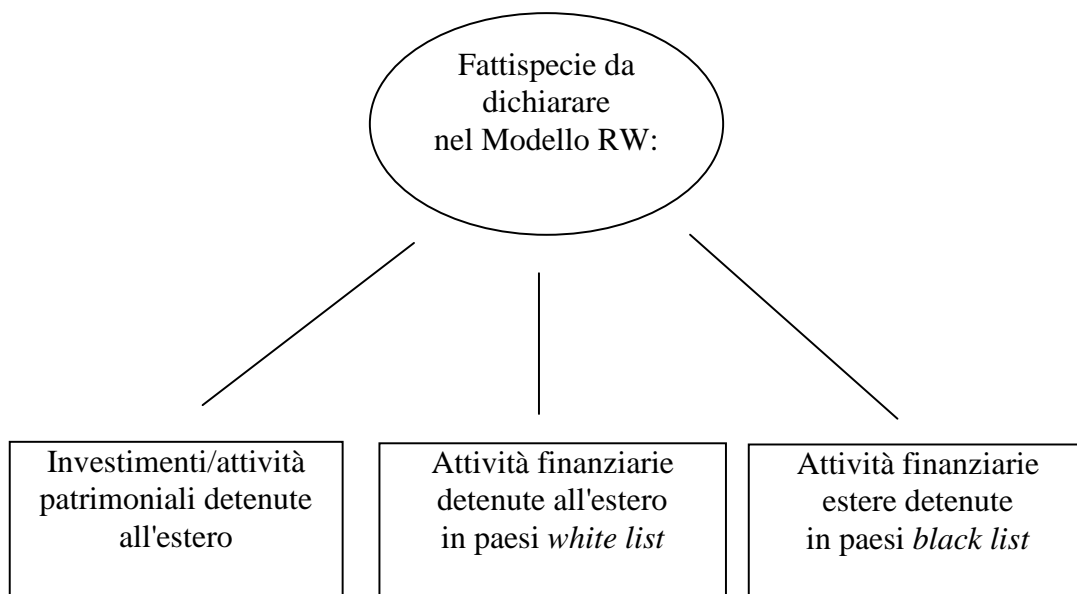 Fattispecie da
dichiarare
nel Modello RW:
Investimenti/attività
patrimoniali detenute
all'estero
Attività finanziarie
detenute all'estero
in paesi white list
Attività finanziarie
estere detenute
in paesi black list